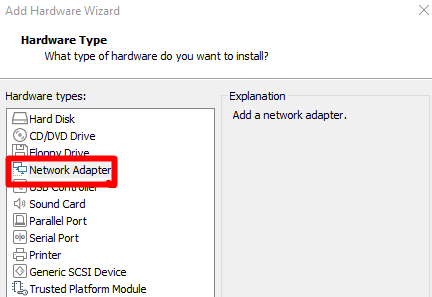 Add Hardware Wizard
Hardware Type
What type of hardware do you want to install?
Hardware types:
Hard Disk
CD/DVD Drive
Floppy Drive
Network Adapter
USB Controller
Sound Card
Parallel Port
Serial Port
Printer
Generic SCSI Device
Trusted Platform Module
Explanation
Add a network adapter.